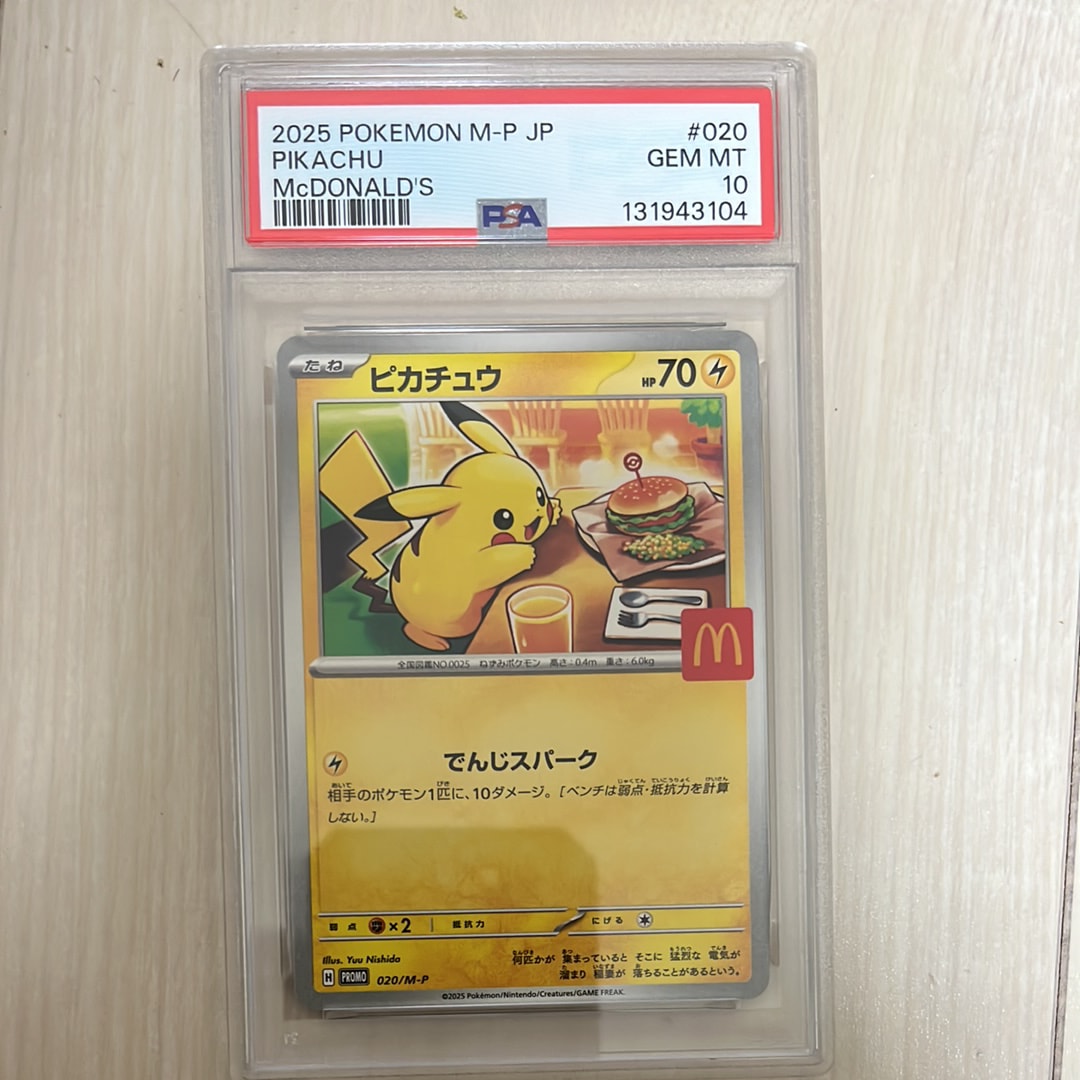 2025 POKEMON M-P JP #020
PIKACHU GEM MT
McDONALD'S 10
PSA 131943104
たね ピカチュウ HP 70
全国図鑑NO.0025 ねずみポケモン 高さ:0.4m 重さ:6.0kg
でんじスパーク
相手のポケモン1匹に、10ダメージ。[ベンチは弱点・抵抗力を計算
しない。]
弱点 ×2 抵抗力 にげる
Illus. Yuu Nishida
何匹かが 集まっていると そこに 猛烈な 電気が
溜まり 稲妻が 落ちることがあるという。
H PROMO 020/M-P
©2025 Pokémon/Nintendo/Creatures/GAME FREAK.